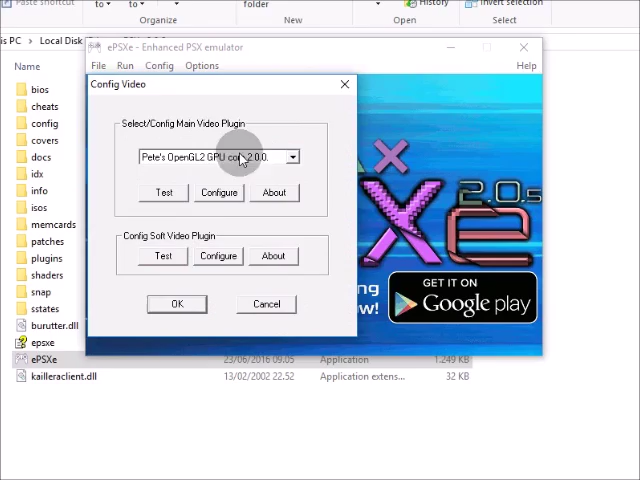 Paste shortcut
to
to
folder
History
Invert selection
Organize
New
Open
Select
is PC > Local Disk
ePSXe - Enhanced PSX emulator
Name
File Run Config Options Help
Config Video
bios
cheats
config
covers
docs
idx
info
isos
memcards
patches
plugins
shaders
snap
sstates
burutter.dll
epsxe
ePSXe 23/06/2016 09.05 Application 1.249 KB
kailleraclient.dll 13/02/2002 22.52 Application extens... 32 KB
Select/Config Main Video Plugin
Pete's OpenGL2 GPU core 2.0.0.
Test Configure About
Config Soft Video Plugin
Test Configure About
OK Cancel
2.0.5
Xe
ng
ow!
GET IT ON
Google play